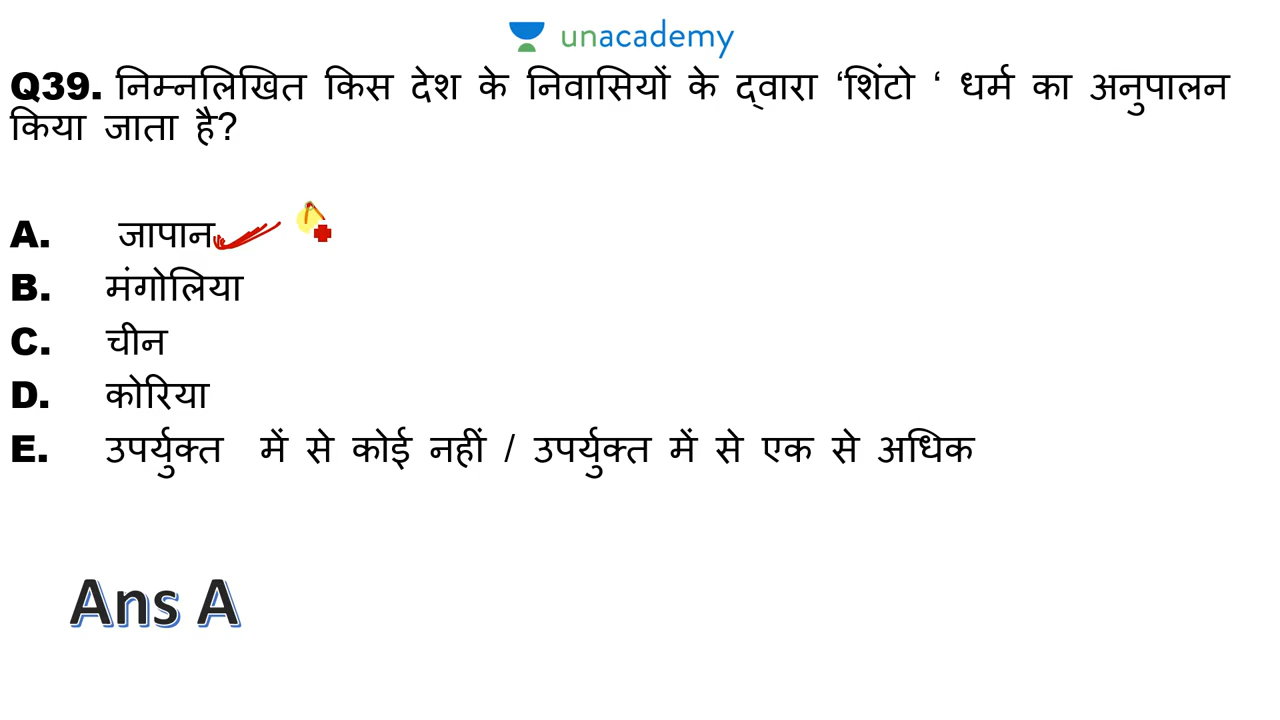 unacademy
Q39. निम्नलिखित किस देश के निवासियों के द्वारा ‘शिंटो ‘ धर्म का अनुपालन
किया जाता है?
A. जापान
B. मंगोलिया
C. चीन
D. कोरिया
E. उपर्युक्त में से कोई नहीं / उपर्युक्त में से एक से अधिक
Ans A